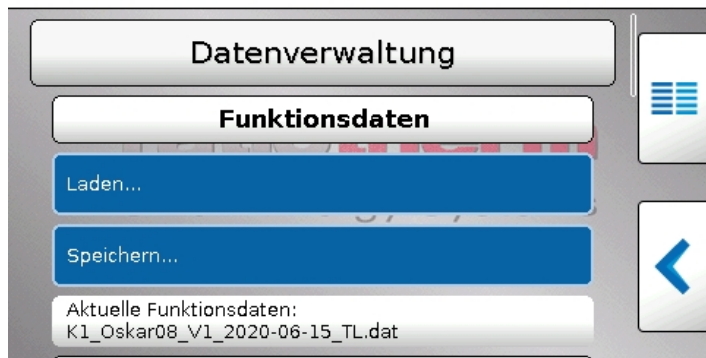 Datenverwaltung
Funktionsdaten
Laden...
Speichern...
Aktuelle Funktionsdaten:
K1_Oskar08_V1_2020-06-15_TL.dat